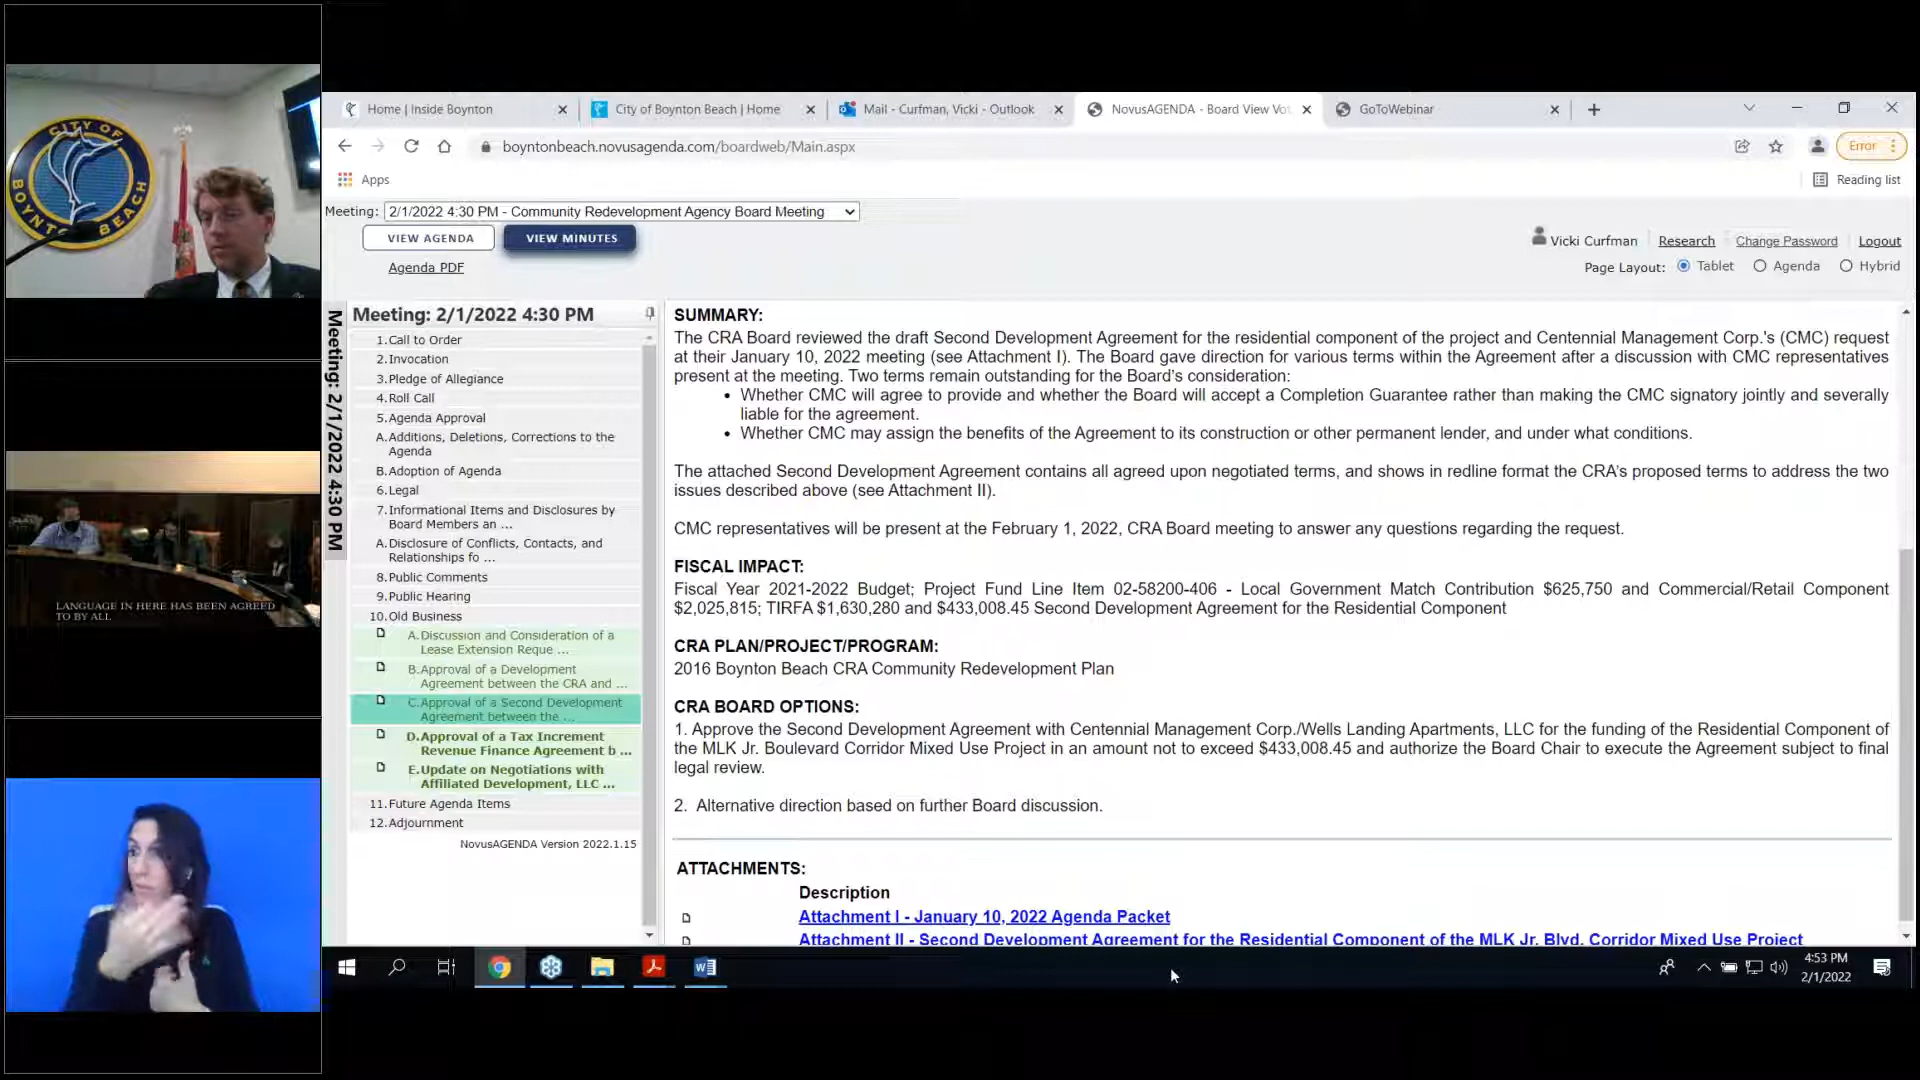 CITY OF
BOYNTON BEACH
LANGUAGE IN HERE HAS BEEN AGREED
TO BY ALL
Home | Inside Boynton
City of Boynton Beach | Home
Mail - Curfman, Vicki - Outlook
NovusAGENDA - Board View Vot
GoToWebinar
boyntonbeach.novusagenda.com/boardweb/Main.aspx
Error
Apps
Reading list
Meeting: 2/1/2022 4:30 PM - Community Redevelopment Agency Board Meeting
VIEW AGENDA
VIEW MINUTES
Agenda PDF
Vicki Curfman
Research
Change Password
Logout
Page Layout:
Tablet
Agenda
Hybrid
Meeting: 2/1/2022 4:30 PM
Meeting: 2/1/2022 4:30 PM
1.Call to Order
2.Invocation
3.Pledge of Allegiance
4.Roll Call
5.Agenda Approval
A.Additions, Deletions, Corrections to the
Agenda
B.Adoption of Agenda
6.Legal
7.Informational Items and Disclosures by
Board Members an ...
A.Disclosure of Conflicts, Contacts, and
Relationships fo ...
8.Public Comments
9.Public Hearing
10.Old Business
A.Discussion and Consideration of a
Lease Extension Reque ...
B.Approval of a Development
Agreement between the CRA and ...
C.Approval of a Second Development
Agreement between the ...
D.Approval of a Tax Increment
Revenue Finance Agreement b ...
E.Update on Negotiations with
Affiliated Development, LLC ...
11.Future Agenda Items
12.Adjournment
NovusAGENDA Version 2022.1.15
SUMMARY:
The CRA Board reviewed the draft Second Development Agreement for the residential component of the project and Centennial Management Corp.'s (CMC) request
at their January 10, 2022 meeting (see Attachment I). The Board gave direction for various terms within the Agreement after a discussion with CMC representatives
present at the meeting. Two terms remain outstanding for the Board's consideration:
• Whether CMC will agree to provide and whether the Board will accept a Completion Guarantee rather than making the CMC signatory jointly and severally
liable for the agreement.
• Whether CMC may assign the benefits of the Agreement to its construction or other permanent lender, and under what conditions.
The attached Second Development Agreement contains all agreed upon negotiated terms, and shows in redline format the CRA's proposed terms to address the two
issues described above (see Attachment II).
CMC representatives will be present at the February 1, 2022, CRA Board meeting to answer any questions regarding the request.
FISCAL IMPACT:
Fiscal Year 2021-2022 Budget; Project Fund Line Item 02-58200-406 - Local Government Match Contribution $625,750 and Commercial/Retail Component
$2,025,815; TIRFA $1,630,280 and $433,008.45 Second Development Agreement for the Residential Component
CRA PLAN/PROJECT/PROGRAM:
2016 Boynton Beach CRA Community Redevelopment Plan
CRA BOARD OPTIONS:
1. Approve the Second Development Agreement with Centennial Management Corp./Wells Landing Apartments, LLC for the funding of the Residential Component of
the MLK Jr. Boulevard Corridor Mixed Use Project in an amount not to exceed $433,008.45 and authorize the Board Chair to execute the Agreement subject to final
legal review.
2. Alternative direction based on further Board discussion.
ATTACHMENTS:
Description
Attachment I - January 10, 2022 Agenda Packet
Attachment II - Second Development Agreement for the Residential Component of the MLK Jr. Blvd. Corridor Mixed Use Project
4:53 PM
2/1/2022